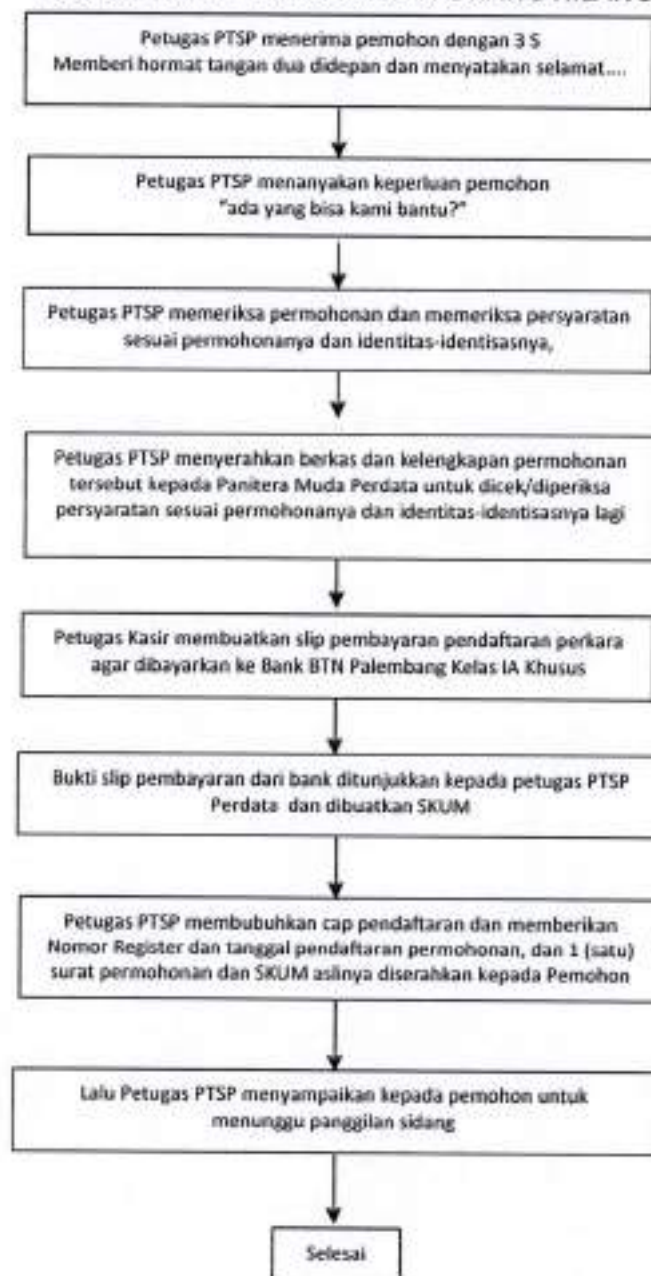 Petugas PTSP menerima pemohon dengan 3 S
Memberi hormat tangan dua didepan dan menyatakan selamat....
Petugas PTSP menanyakan keperluan pemohon
"ada yang bisa kami bantu?"
Petugas PTSP memeriksa permohonan dan memeriksa persyaratan
sesuai permohonanya dan identitas-identisasnya,
Petugas PTSP menyerahkan berkas dan kelengkapan permohonan
tersebut kepada Panitera Muda Perdata untuk dicek/diperiksa
persyaratan sesuai permohonanya dan identitas-identisasnya lagi
Petugas Kasir membuatkan slip pembayaran pendaftaran perkara
agar dibayarkan ke Bank BTN Palembang Kelas IA Khusus
Bukti slip pembayaran dari bank ditunjukkan kepada petugas PTSP
Perdata dan dibuatkan SKUM
Petugas PTSP membubuhkan cap pendaftaran dan memberikan
Nomor Register dan tanggal pendaftaran permohonan, dan 1 (satu)
surat permohonan dan SKUM aslinya diserahkan kepada Pemohon
Lalu Petugas PTSP menyampaikan kepada pemohon untuk
menunggu panggilan sidang
Selesai